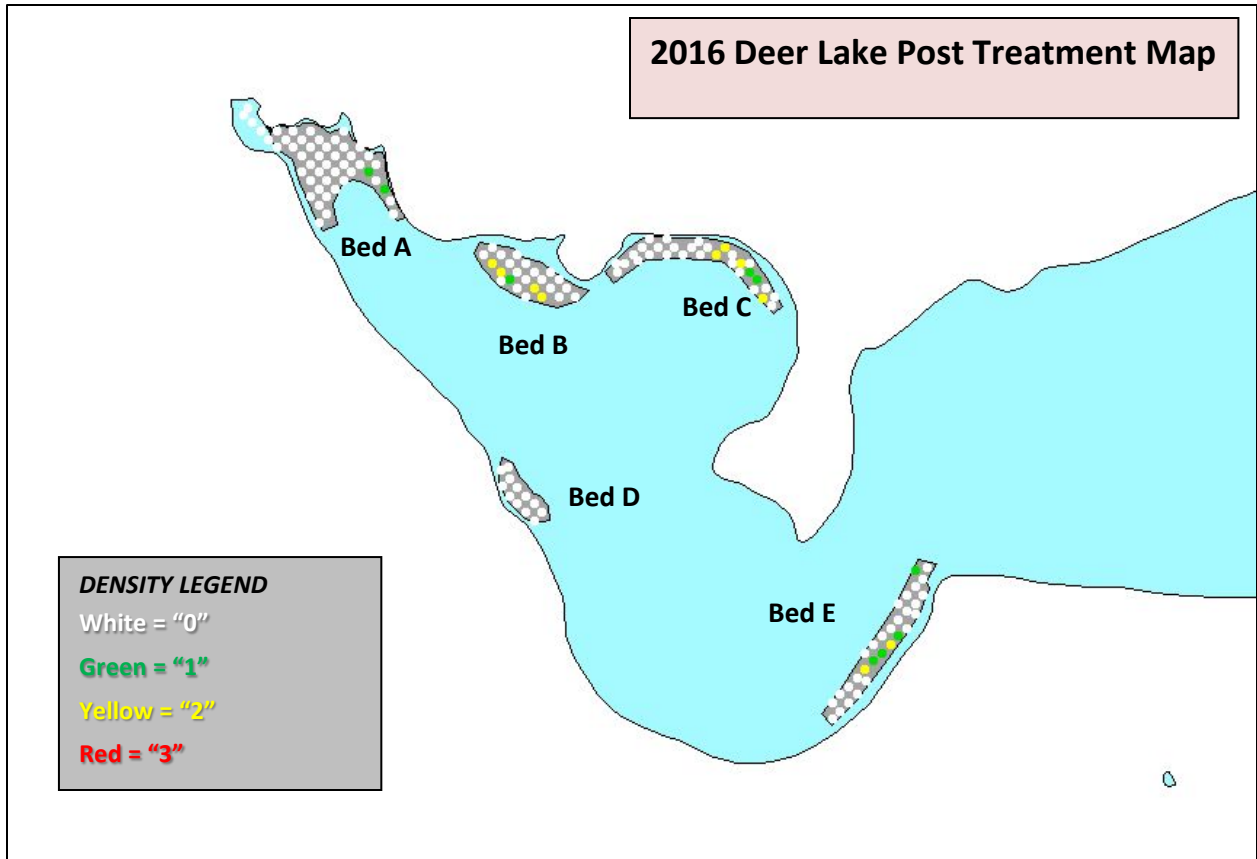 2016 Deer Lake Post Treatment Map
Bed A
Bed B
Bed C
Bed D
Bed E
DENSITY LEGEND
White = “0”
Green = “1”
Yellow = “2”
Red = “3”